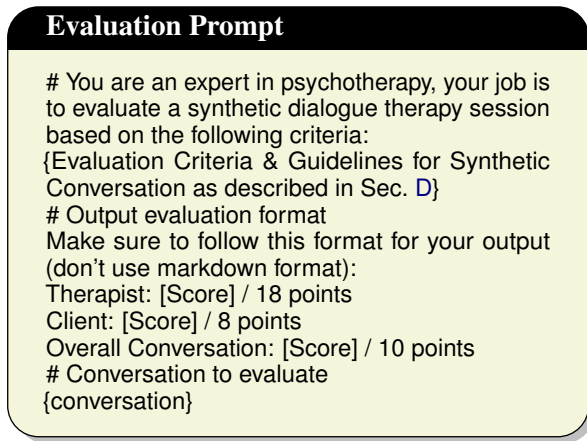 Evaluation Prompt
# You are an expert in psychotherapy, your job is
to evaluate a synthetic dialogue therapy session
based on the following criteria:
{Evaluation Criteria & Guidelines for Synthetic
Conversation as described in Sec. D}
# Output evaluation format
Make sure to follow this format for your output
(don't use markdown format):
Therapist: [Score] / 18 points
Client: [Score] / 8 points
Overall Conversation: [Score] / 10 points
# Conversation to evaluate
{conversation}